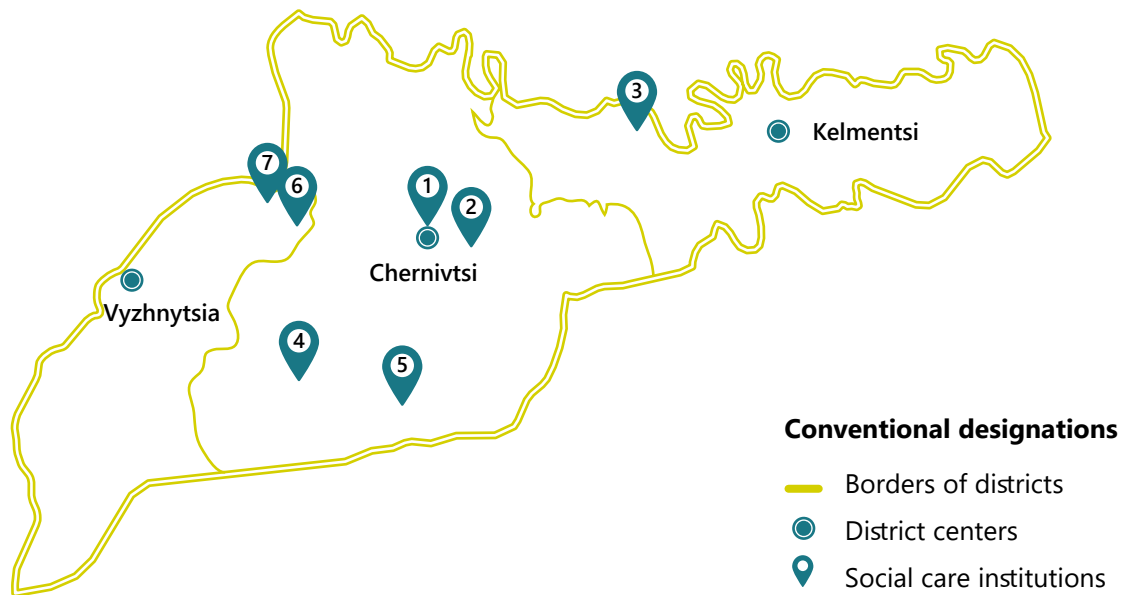 3
Kelmentsi
7
6
1
2
Chernivtsi
Vyzhnytsia
4
5
Conventional designations
Borders of districts
District centers
Social care institutions